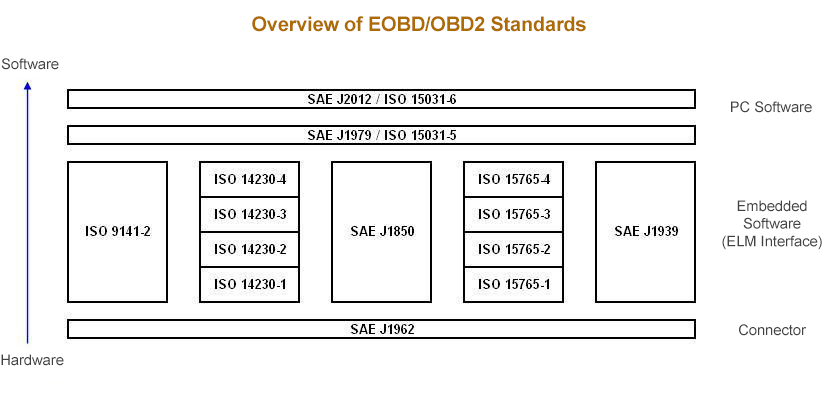 Overview of EOBD/OBD2 Standards
Software
SAE J2012 / ISO 15031-6
PC Software
SAE J1979 / ISO 15031-5
ISO 9141-2
ISO 14230-4
ISO 14230-3
ISO 14230-2
ISO 14230-1
SAE J1850
ISO 15765-4
ISO 15765-3
ISO 15765-2
ISO 15765-1
SAE J1939
Embedded
Software
(ELM Interface)
SAE J1962
Connector
Hardware